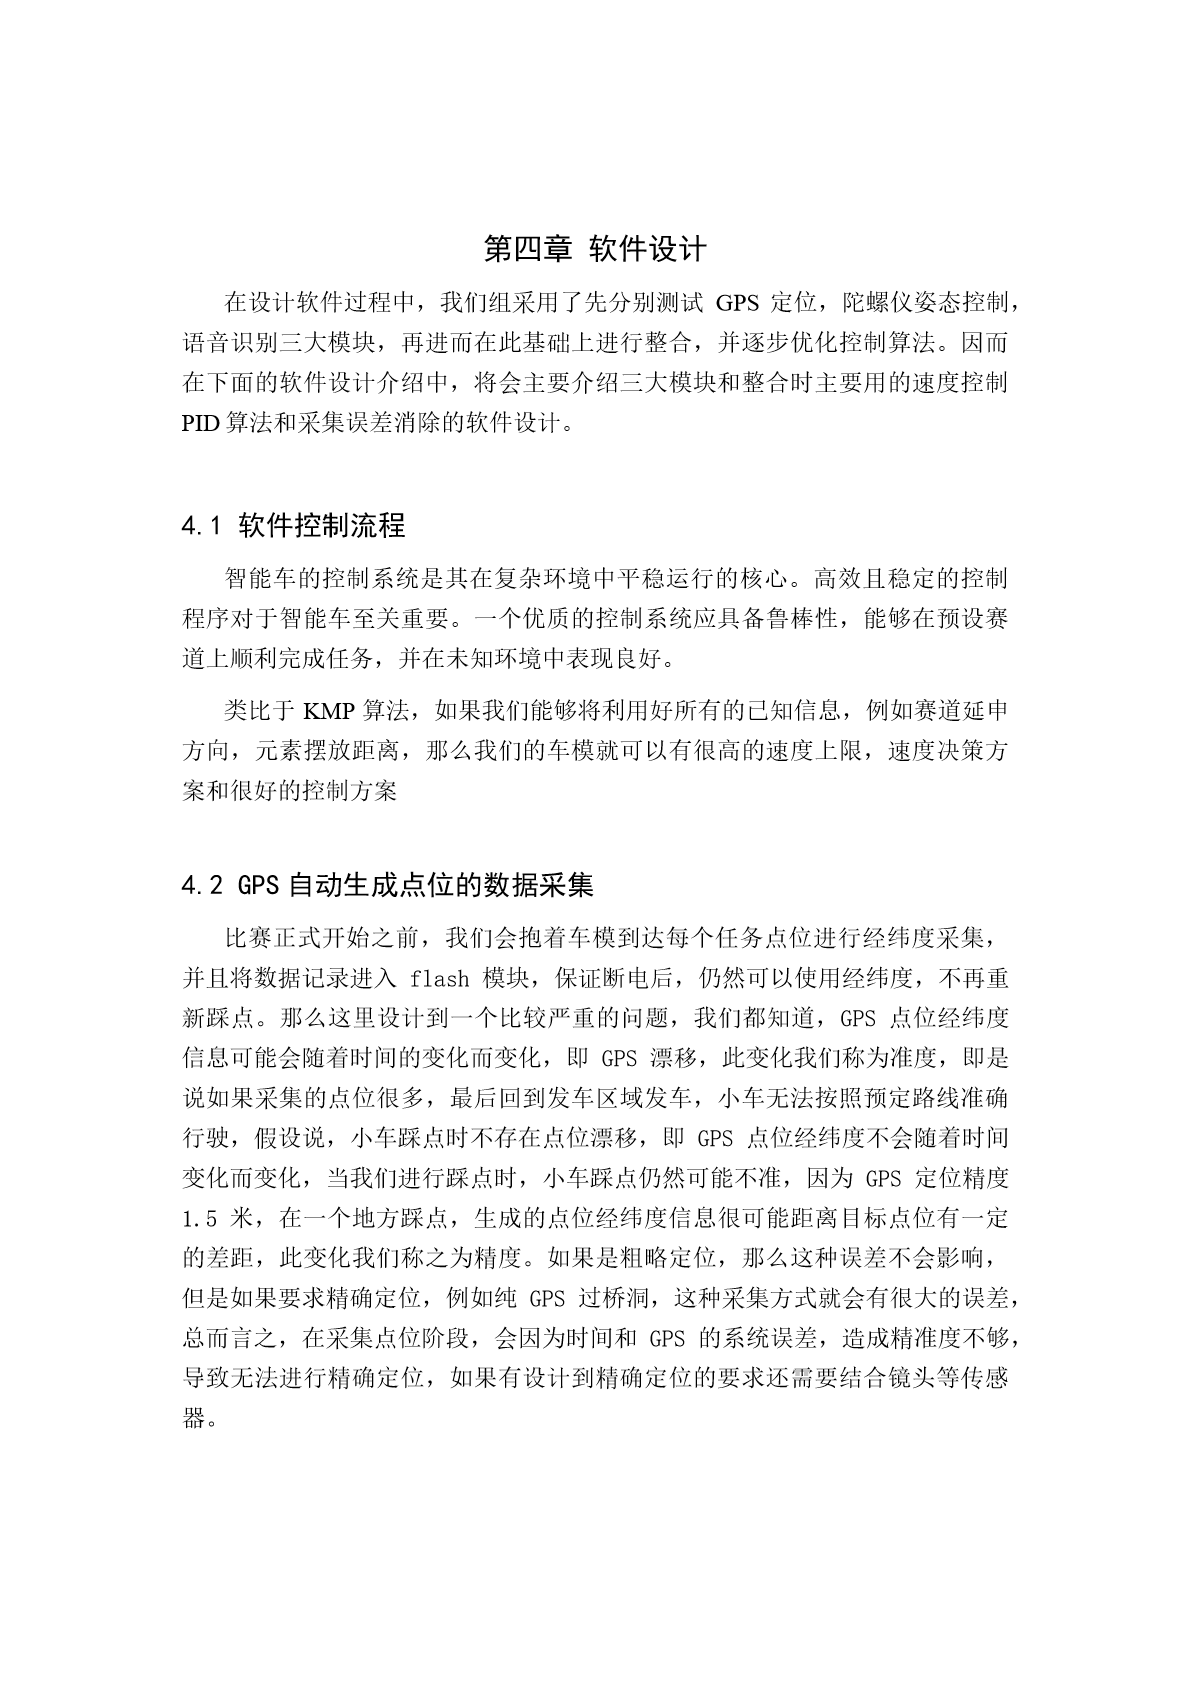 第四章 软件设计
在设计软件过程中，我们组采用了先分别测试 GPS 定位，陀螺仪姿态控制，
语音识别三大模块，再进而在此基础上进行整合，并逐步优化控制算法。因而
在下面的软件设计介绍中，将会主要介绍三大模块和整合时主要用的速度控制
PID 算法和采集误差消除的软件设计。
4.1 软件控制流程
智能车的控制系统是其在复杂环境中平稳运行的核心。高效且稳定的控制
程序对于智能车至关重要。一个优质的控制系统应具备鲁棒性，能够在预设赛
道上顺利完成任务，并在未知环境中表现良好。
类比于 KMP 算法，如果我们能够将利用好所有的已知信息，例如赛道延申
方向，元素摆放距离，那么我们的车模就可以有很高的速度上限，速度决策方
案和很好的控制方案
4.2 GPS 自动生成点位的数据采集
比赛正式开始之前，我们会抱着车模到达每个任务点位进行经纬度采集，
并且将数据记录进入 flash 模块，保证断电后，仍然可以使用经纬度，不再重
新踩点。那么这里设计到一个比较严重的问题，我们都知道，GPS 点位经纬度
信息可能会随着时间的变化而变化，即 GPS 漂移，此变化我们称为准度，即是
说如果采集的点位很多，最后回到发车区域发车，小车无法按照预定路线准确
行驶，假设说，小车踩点时不存在点位漂移，即 GPS 点位经纬度不会随着时间
变化而变化，当我们进行踩点时，小车踩点仍然可能不准，因为 GPS 定位精度
1.5 米，在一个地方踩点，生成的点位经纬度信息很可能距离目标点位有一定
的差距，此变化我们称之为精度。如果是粗略定位，那么这种误差不会影响，
但是如果要求精确定位，例如纯 GPS 过桥洞，这种采集方式就会有很大的误差，
总而言之，在采集点位阶段，会因为时间和 GPS 的系统误差，造成精准度不够，
导致无法进行精确定位，如果有设计到精确定位的要求还需要结合镜头等传感
器。